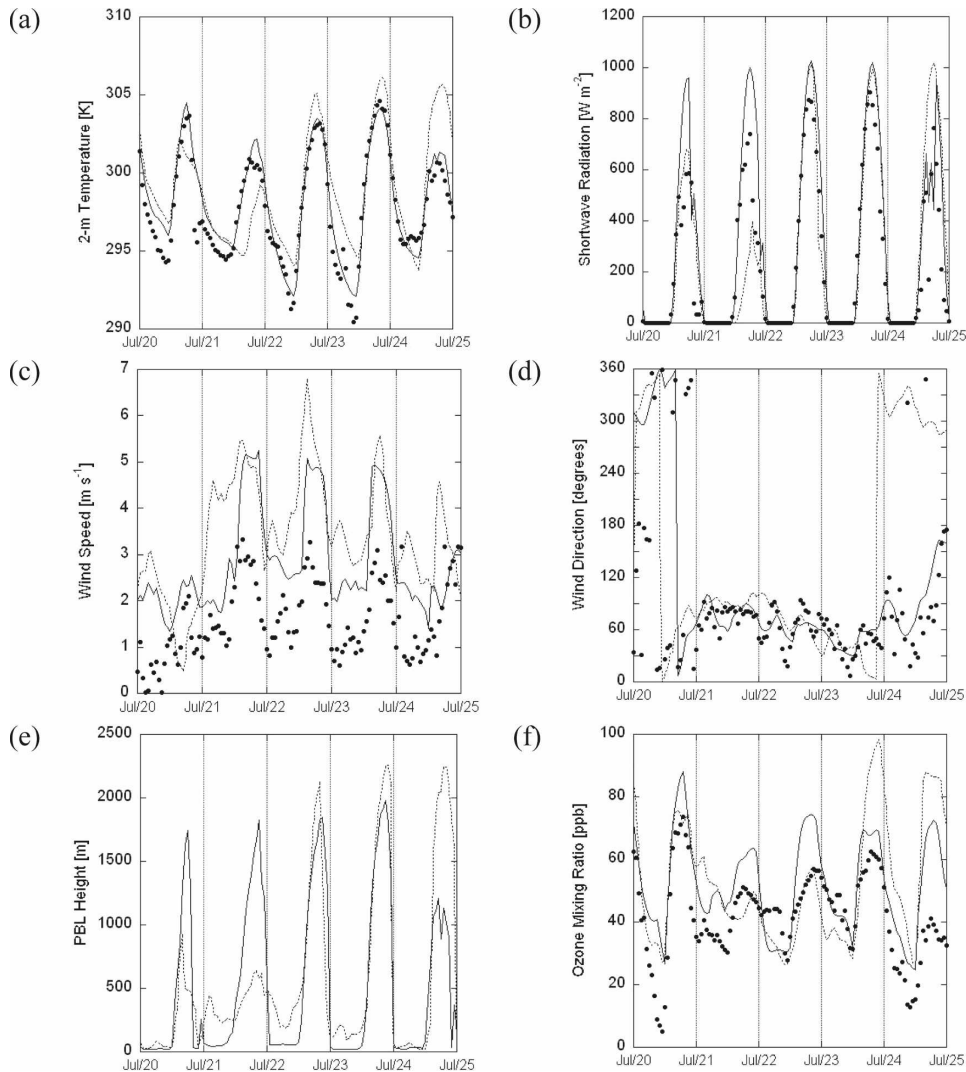 (a)
310
305
300
295
290
2-m Temperature [K]
Jul/20 Jul/21 Jul/22 Jul/23 Jul/24 Jul/25
(b)
1000
800
600
400
200
0
Shortwave Radiation [W m-2]
Jul/20 Jul/21 Jul/22 Jul/23 Jul/24 Jul/25
(c)
7
6
5
4
3
2
1
0
Wind Speed [m s-1]
Jul/20 Jul/21 Jul/22 Jul/23 Jul/24 Jul/25
(d)
360
300
240
180
120
60
0
Wind Direction [degrees]
Jul/20 Jul/21 Jul/22 Jul/23 Jul/24 Jul/25
(e)
2500
2000
1500
1000
500
0
PBL Height [m]
Jul/20 Jul/21 Jul/22 Jul/23 Jul/24 Jul/25
(f)
100
80
60
40
20
0
Ozone Mixing Ratio [ppb]
Jul/20 Jul/21 Jul/22 Jul/23 Jul/24 Jul/25